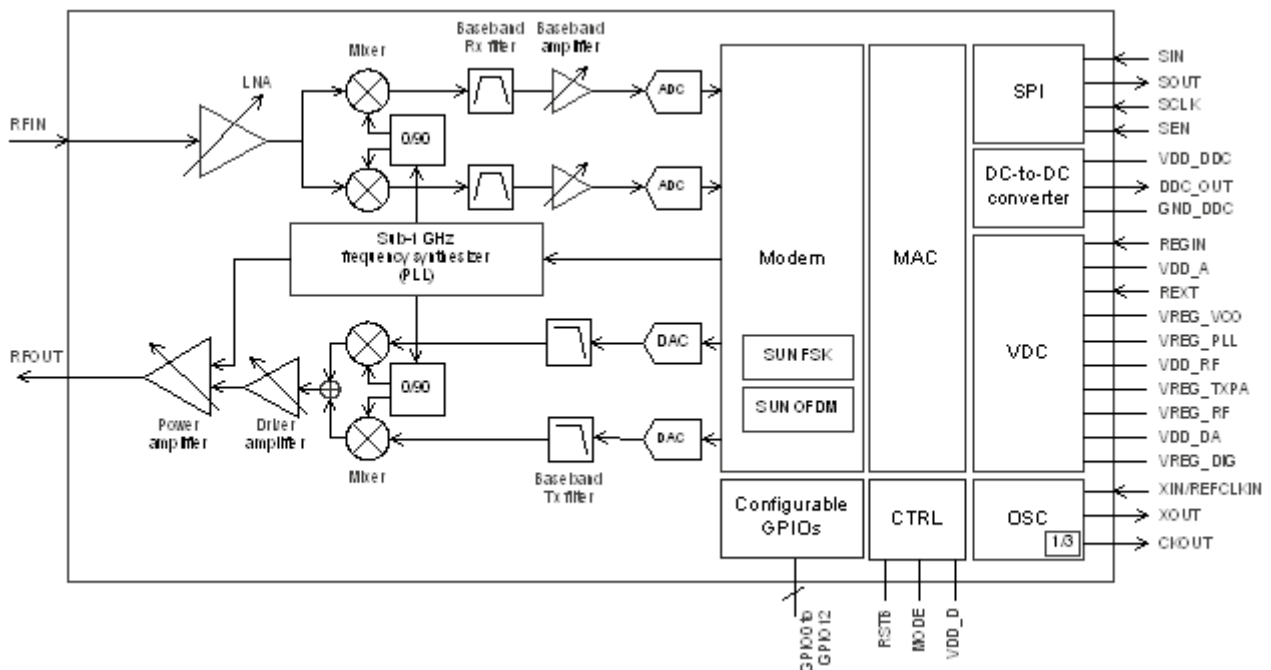 Baseband
Rx filter
Baseband
amplifier
Mixer
LNA
ADC
RFIN
0/90
ADC
Sub-1 GHz
frequency synthesizer
(PLL)
DAC
RFOUT
0/90
Power
amplifier
Driver
amplifier
DAC
Mixer
Baseband
Tx filter
Modem
SUN FSK
SUN OFDM
MAC
SPI
DC-to-DC
converter
VDC
Configurable
GPIOs
CTRL
OSC
1/3
SIN
SOUT
SCLK
SEN
VDD_DDC
DDC_OUT
GND_DDC
REGIN
VDD_A
REXT
VREG_VCO
VREG_PLL
VDD_RF
VREG_TXPA
VREG_RF
VDD_DA
VREG_DIG
XIN/REFCLKIN
XOUT
CKOUT
GPIO0 to
GPIO12
RSTB
MODE
VDD_D